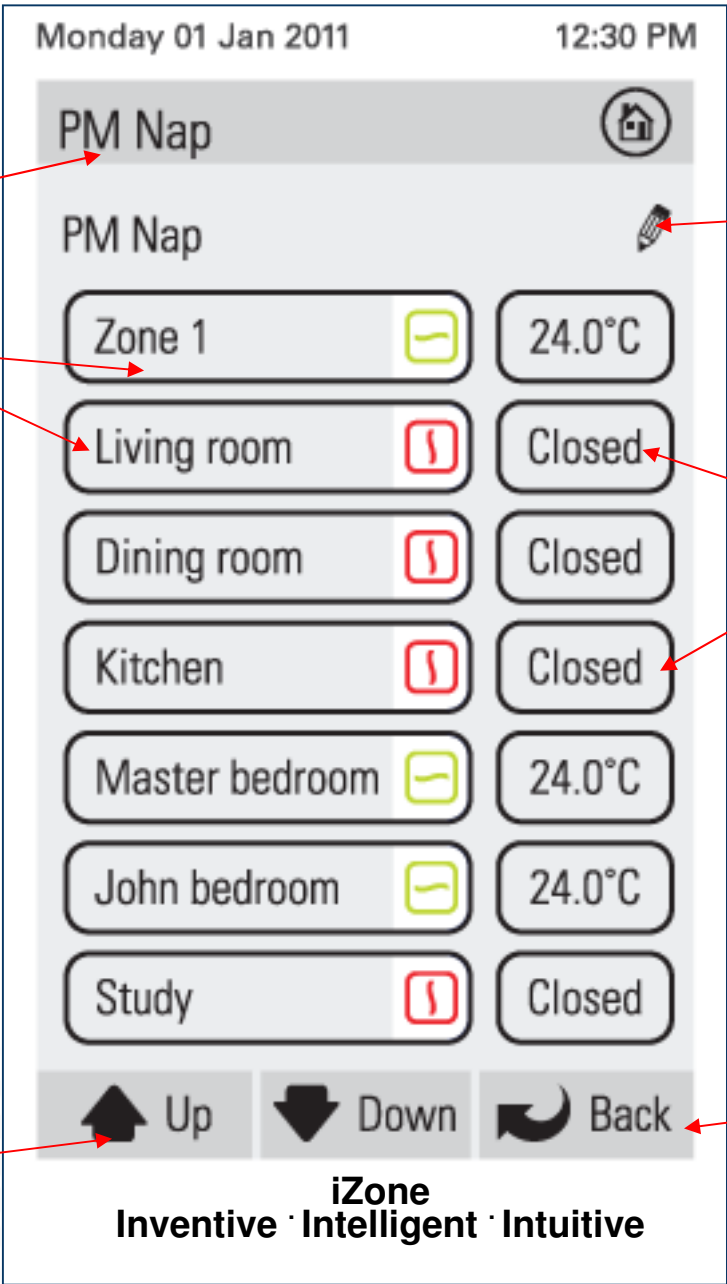 Monday 01 Jan 2011 12:30 PM
PM Nap
PM Nap
Zone 1 24.0°C
Living room Closed
Dining room Closed
Kitchen Closed
Master bedroom 24.0°C
John bedroom 24.0°C
Study Closed
Up Down Back
iZone
Inventive · Intelligent · Intuitive